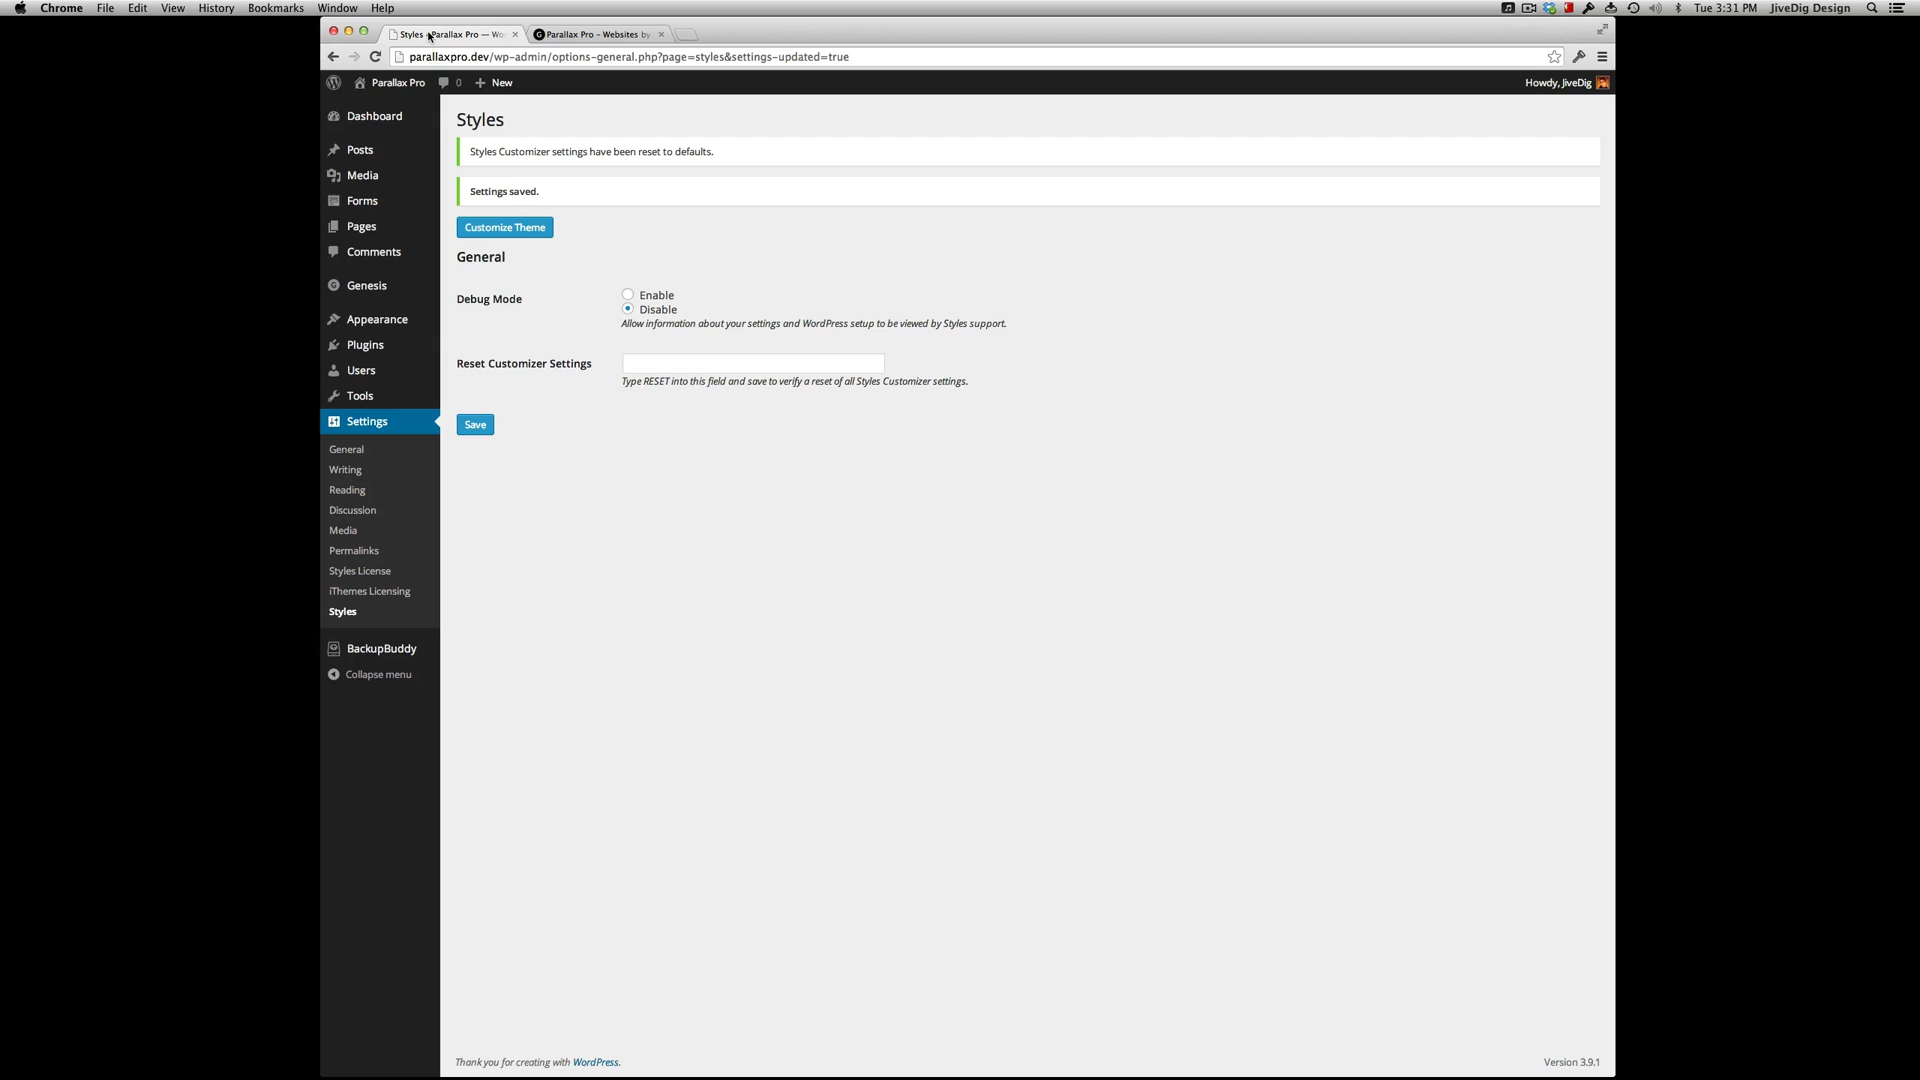 Chrome File Edit View History Bookmarks Window Help Tue 3:31 PM JiveDig Design
Styles Parallax Pro — Wor Parallax Pro - Websites by
parallaxpro.dev/wp-admin/options-general.php?page=styles&settings-updated=true
Parallax Pro 0 New Howdy, JiveDig
Dashboard
Posts
Media
Forms
Pages
Comments
Genesis
Appearance
Plugins
Users
Tools
Settings
General
Writing
Reading
Discussion
Media
Permalinks
Styles License
iThemes Licensing
Styles
BackupBuddy
Collapse menu
Styles
Styles Customizer settings have been reset to defaults.
Settings saved.
Customize Theme
General
Debug Mode
Enable
Disable
Allow information about your settings and WordPress setup to be viewed by Styles support.
Reset Customizer Settings
Type RESET into this field and save to verify a reset of all Styles Customizer settings.
Save
Thank you for creating with WordPress.
Version 3.9.1